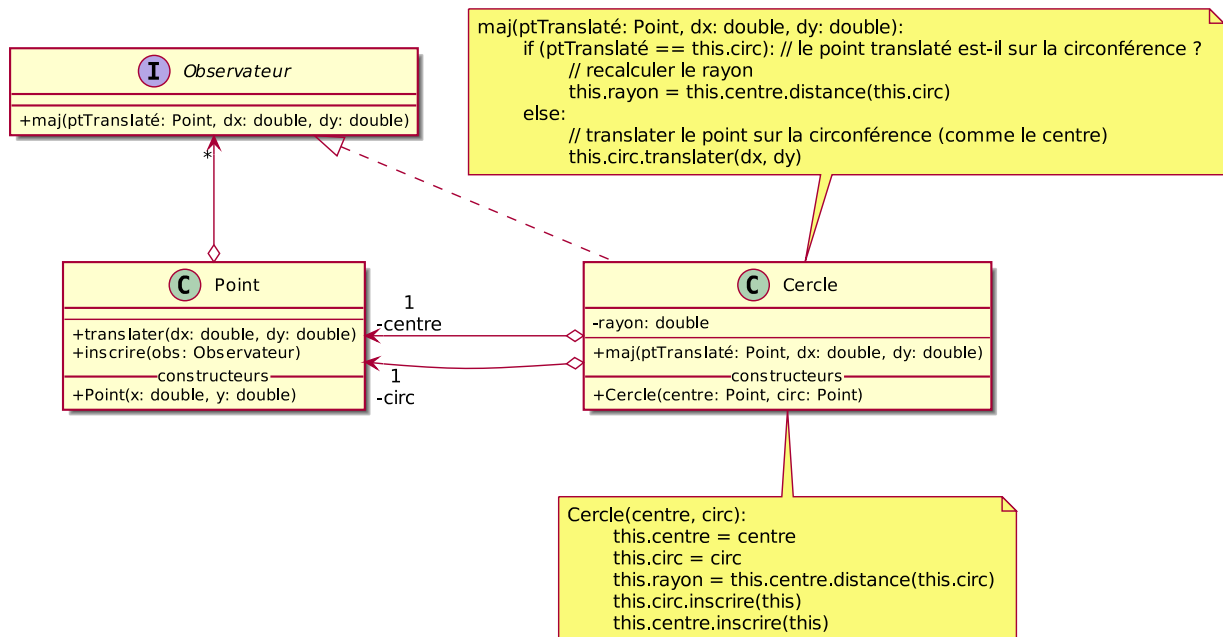 maj(ptTranslaté: Point, dx: double, dy: double):
if (ptTranslaté == this.circ): // le point translaté est-il sur la circonférence ?
// recalculer le rayon
this.rayon = this.centre.distance(this.circ)
else:
// translater le point sur la circonférence (comme le centre)
this.circ.translater(dx, dy)
I Observateur
+maj(ptTranslaté: Point, dx: double, dy: double)
*
C Point
+translater(dx: double, dy: double)
+inscrire(obs: Observateur)
constructeurs
+Point(x: double, y: double)
1
-centre
1
-circ
C Cercle
-rayon: double
+maj(ptTranslaté: Point, dx: double, dy: double)
constructeurs
+Cercle(centre: Point, circ: Point)
Cercle(centre, circ):
this.centre = centre
this.circ = circ
this.rayon = this.centre.distance(this.circ)
this.circ.inscrire(this)
this.centre.inscrire(this)